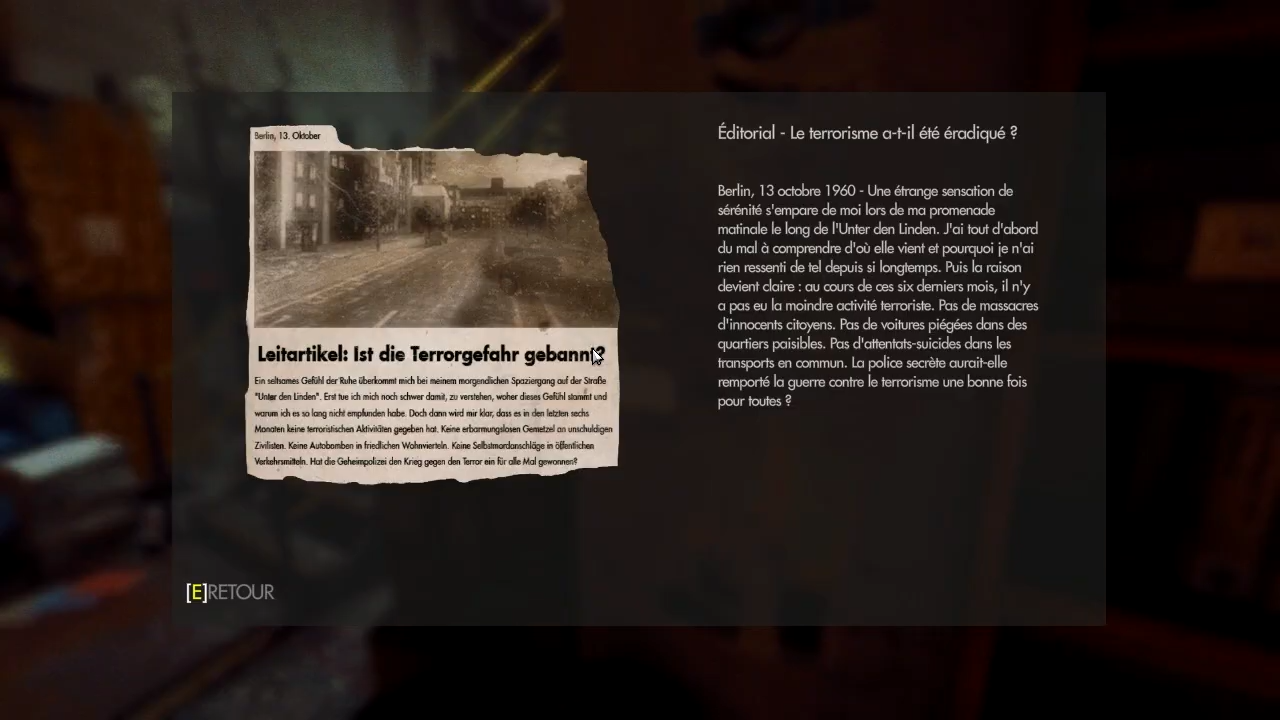 Berlin, 13. Oktober
Leitartikel: Ist die Terrorgefahr gebannt?
Ein seltsames Gefühl der Ruhe überkommt mich bei meinem morgendlichen Spaziergang auf der Straße
"Unter den Linden". Erst tue ich mich noch schwer damit, zu verstehen, woher dieses Gefühl stammt und
warum ich es so lang nicht empfunden habe. Doch dann wird mir klar, dass es in den letzten sechs
Monaten keine terroristischen Aktivitäten gegeben hat. Keine erbarmungslosen Gemetzel an unschuldigen
Zivilisten. Keine Autobomben in friedlichen Wohnvierteln. Keine Selbstmordanschläge in öffentlichen
Verkehrsmitteln. Hat die Geheimpolizei den Krieg gegen den Terror ein für alle Mal gewonnen?
Éditorial - Le terrorisme a-t-il été éradiqué ?
Berlin, 13 octobre 1960 - Une étrange sensation de
sérénité s'empare de moi lors de ma promenade
matinale le long de l'Unter den Linden. J'ai tout d'abord
du mal à comprendre d'où elle vient et pourquoi je n'ai
rien ressenti de tel depuis si longtemps. Puis la raison
devient claire : au cours de ces six derniers mois, il n'y
a pas eu la moindre activité terroriste. Pas de massacres
d'innocents citoyens. Pas de voitures piégées dans des
quartiers paisibles. Pas d'attentats-suicides dans les
transports en commun. La police secrète aurait-elle
remporté la guerre contre le terrorisme une bonne fois
pour toutes ?
[E]RETOUR